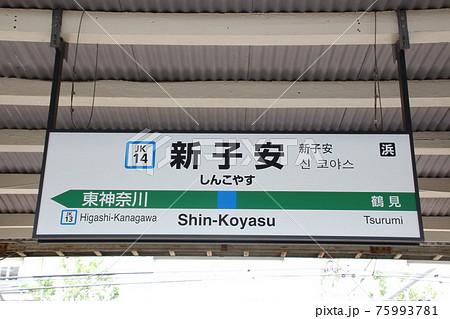 JK
14
新子安
しんこやす
新子安
신 코야스
浜
東神奈川
鶴見
JK
13
Higashi-Kanagawa
Shin-Koyasu
Tsurumi
pixta.jp - 75993781